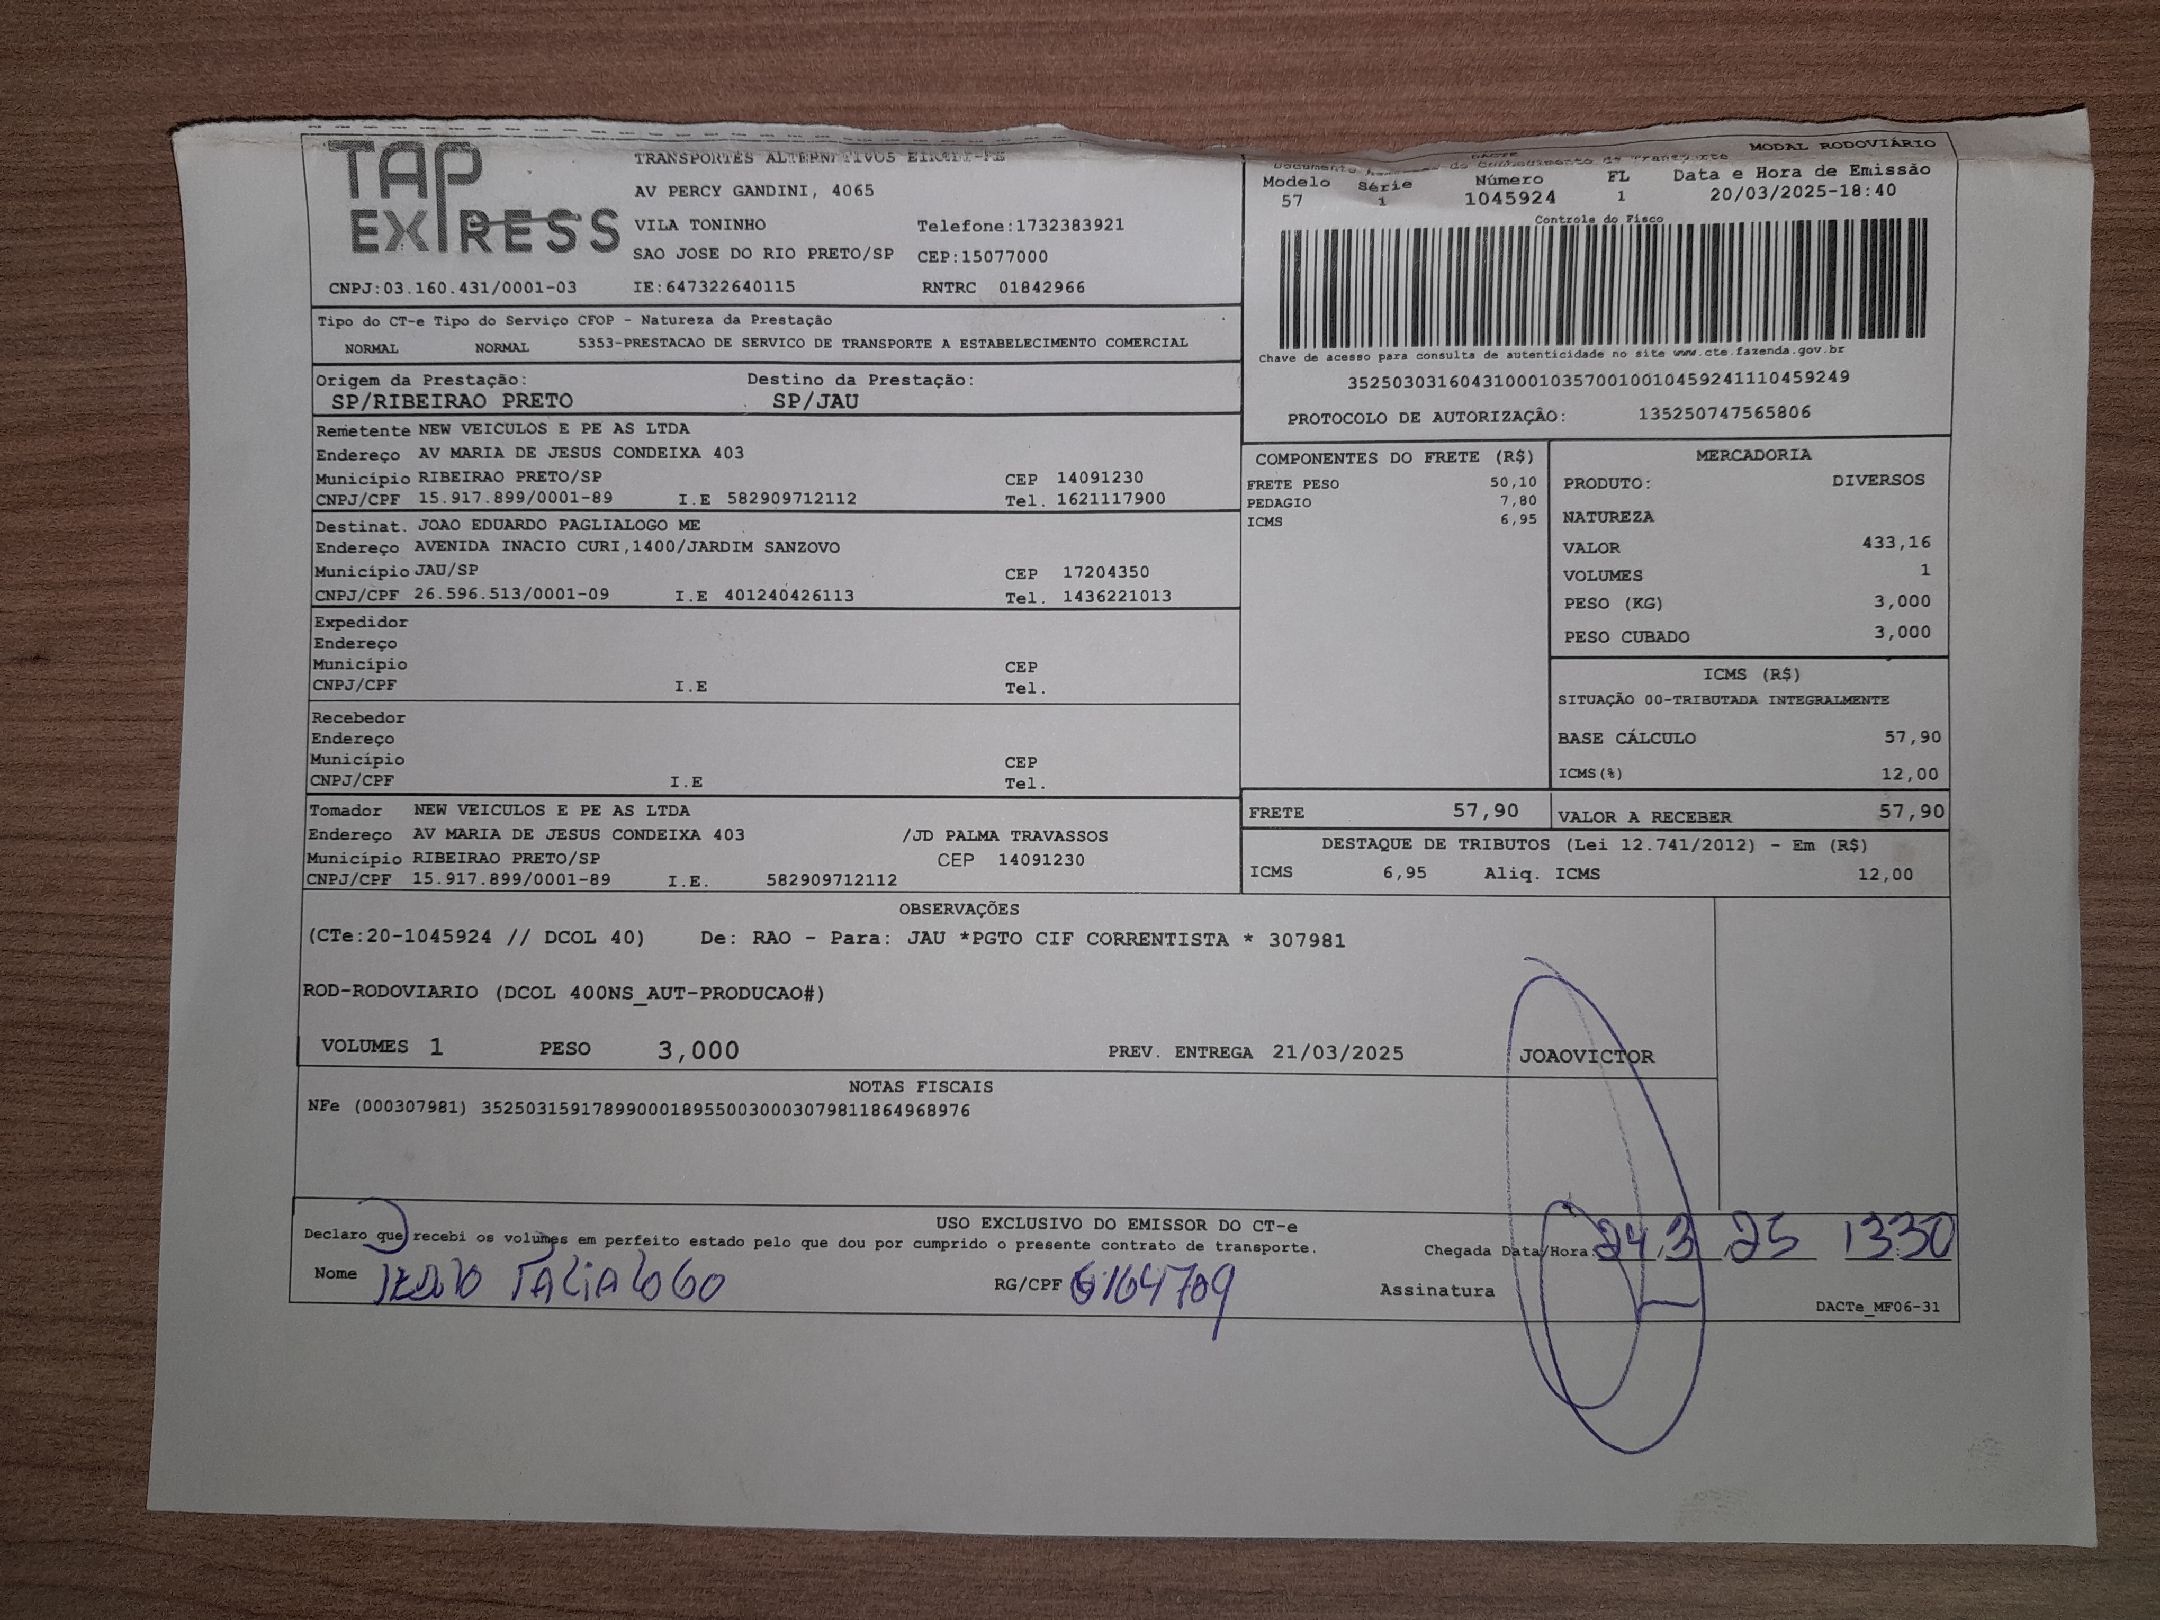 TAP
EXPRESS
TRANSPORTES ALTERNATIVOS EIRELI-
AV PERCY GANDINI, 4065
VILA TONINHO Telefone:1732383921
SAO JOSE DO RIO PRETO/SP CEP:15077000
CNPJ:03.160.431/0001-03 IE:647322640115 RNTRC 01842966
MODAL RODOVIÁRIO
Modelo Série Número FL Data e Hora de Emissão
57 1 1045924 1 20/03/2025-18:40
Controle do Fisco
Chave de acesso para consulta de autenticidade no site www.cte.fazenda.gov.br
35250303160431000103570010010459241110459249
PROTOCOLO DE AUTORIZAÇÃO: 135250747565806
Tipo do CT-e Tipo do Serviço CFOP - Natureza da Prestação
NORMAL NORMAL 5353-PRESTACAO DE SERVICO DE TRANSPORTE A ESTABELECIMENTO COMERCIAL
Origem da Prestação: Destino da Prestação:
SP/RIBEIRAO PRETO SP/JAU
Remetente NEW VEICULOS E PE AS LTDA
Endereço AV MARIA DE JESUS CONDEIXA 403
Município RIBEIRAO PRETO/SP CEP 14091230
CNPJ/CPF 15.917.899/0001-89 I.E 582909712112 Tel. 1621117900
Destinat. JOAO EDUARDO PAGLIALOGO ME
Endereço AVENIDA INACIO CURI,1400/JARDIM SANZOVO
Município JAU/SP CEP 17204350
CNPJ/CPF 26.596.513/0001-09 I.E 401240426113 Tel. 1436221013
Expedidor
Endereço
Município CEP
CNPJ/CPF I.E Tel.
Recebedor
Endereço
Município CEP
CNPJ/CPF I.E Tel.
Tomador NEW VEICULOS E PE AS LTDA
Endereço AV MARIA DE JESUS CONDEIXA 403 /JD PALMA TRAVASSOS
Município RIBEIRAO PRETO/SP CEP 14091230
CNPJ/CPF 15.917.899/0001-89 I.E. 582909712112
COMPONENTES DO FRETE (R$)
FRETE PESO 50,10
PEDAGIO 7,80
ICMS 6,95
MERCADORIA
PRODUTO: DIVERSOS
NATUREZA
VALOR 433,16
VOLUMES 1
PESO (KG) 3,000
PESO CUBADO 3,000
ICMS (R$)
SITUAÇÃO 00-TRIBUTADA INTEGRALMENTE
BASE CÁLCULO 57,90
ICMS(%) 12,00
FRETE 57,90 VALOR A RECEBER 57,90
DESTAQUE DE TRIBUTOS (Lei 12.741/2012) - Em (R$)
ICMS 6,95 Aliq. ICMS 12,00
OBSERVAÇÕES
(CTe:20-1045924 // DCOL 40) De: RAO - Para: JAU *PGTO CIF CORRENTISTA * 307981
ROD-RODOVIARIO (DCOL 400NS_AUT-PRODUCAO#)
VOLUMES 1 PESO 3,000 PREV. ENTREGA 21/03/2025 JOAOVICTOR
NOTAS FISCAIS
NFe (000307981) 35250315917899000189550030003079811864968976
USO EXCLUSIVO DO EMISSOR DO CT-e
Declaro que recebi os volumes em perfeito estado pelo que dou por cumprido o presente contrato de transporte.
Chegada Data/Hora: 24 3 25 1330
Nome PEDRO PAGLIALOGO RG/CPF 6164709 Assinatura
DACTe_MF06-31